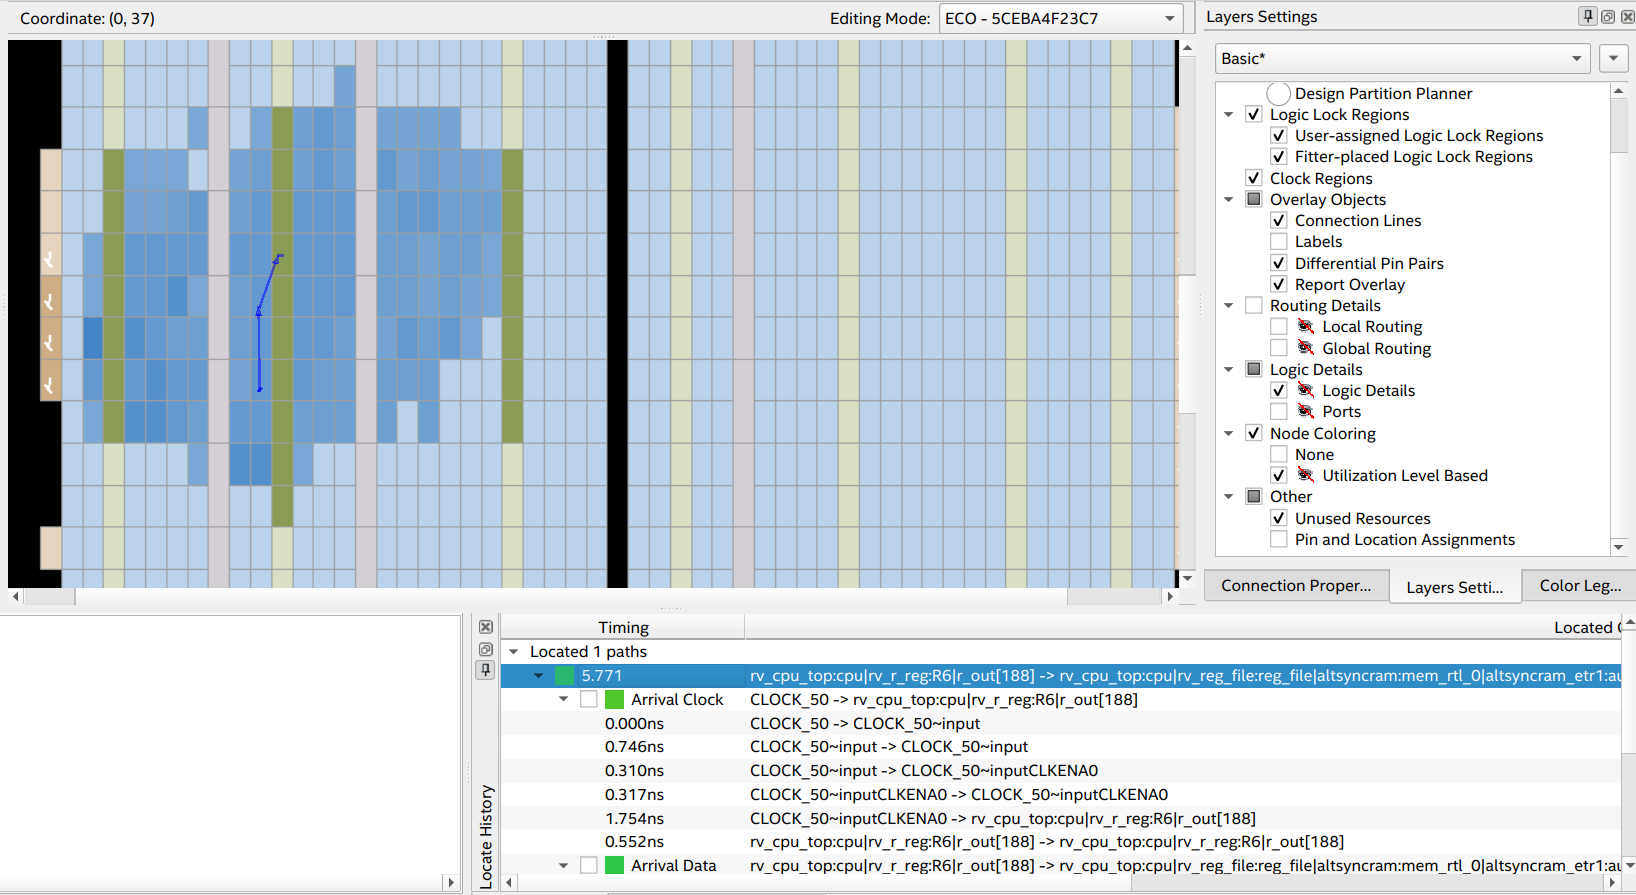 Coordinate: (0, 37)
Editing Mode: ECO - 5CEBA4F23C7
Layers Settings
Basic*
Design Partition Planner
Logic Lock Regions
User-assigned Logic Lock Regions
Fitter-placed Logic Lock Regions
Clock Regions
Overlay Objects
Connection Lines
Labels
Differential Pin Pairs
Report Overlay
Routing Details
Local Routing
Global Routing
Logic Details
Logic Details
Ports
Node Coloring
None
Utilization Level Based
Other
Unused Resources
Pin and Location Assignments
Connection Proper...
Layers Setti...
Color Leg...
Locate History
Timing
Located
Located 1 paths
5.771 rv_cpu_top:cpu|rv_r_reg:R6|r_out[188] -> rv_cpu_top:cpu|rv_reg_file:reg_file|altsyncram:mem_rtl_0|altsyncram_etr1:au
Arrival Clock CLOCK_50 -> rv_cpu_top:cpu|rv_r_reg:R6|r_out[188]
0.000ns CLOCK_50 -> CLOCK_50~input
0.746ns CLOCK_50~input -> CLOCK_50~input
0.310ns CLOCK_50~input -> CLOCK_50~inputCLKENA0
0.317ns CLOCK_50~inputCLKENA0 -> CLOCK_50~inputCLKENA0
1.754ns CLOCK_50~inputCLKENA0 -> rv_cpu_top:cpu|rv_r_reg:R6|r_out[188]
0.552ns rv_cpu_top:cpu|rv_r_reg:R6|r_out[188] -> rv_cpu_top:cpu|rv_r_reg:R6|r_out[188]
Arrival Data rv_cpu_top:cpu|rv_r_reg:R6|r_out[188] -> rv_cpu_top:cpu|rv_reg_file:reg_file|altsyncram:mem_rtl_0|altsyncram_etr1:au